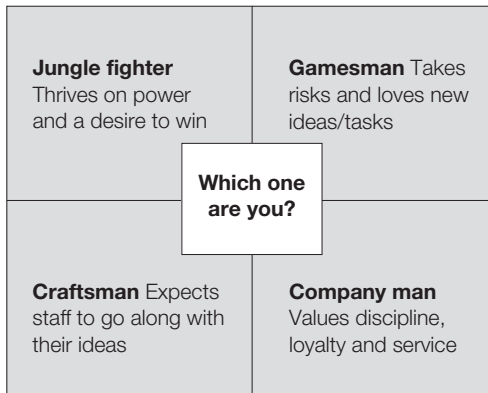 Jungle fighter
Thrives on power
and a desire to win
Gamesman Takes
risks and loves new
ideas/tasks
Which one
are you?
Craftsman Expects
staff to go along with
their ideas
Company man
Values discipline,
loyalty and service